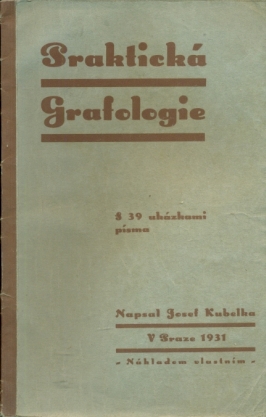 Praktická
Grafologie
S 39 ukázkami
písma
Napsal Josef Kubelka
V Praze 1931
- Nákladem vlastním -